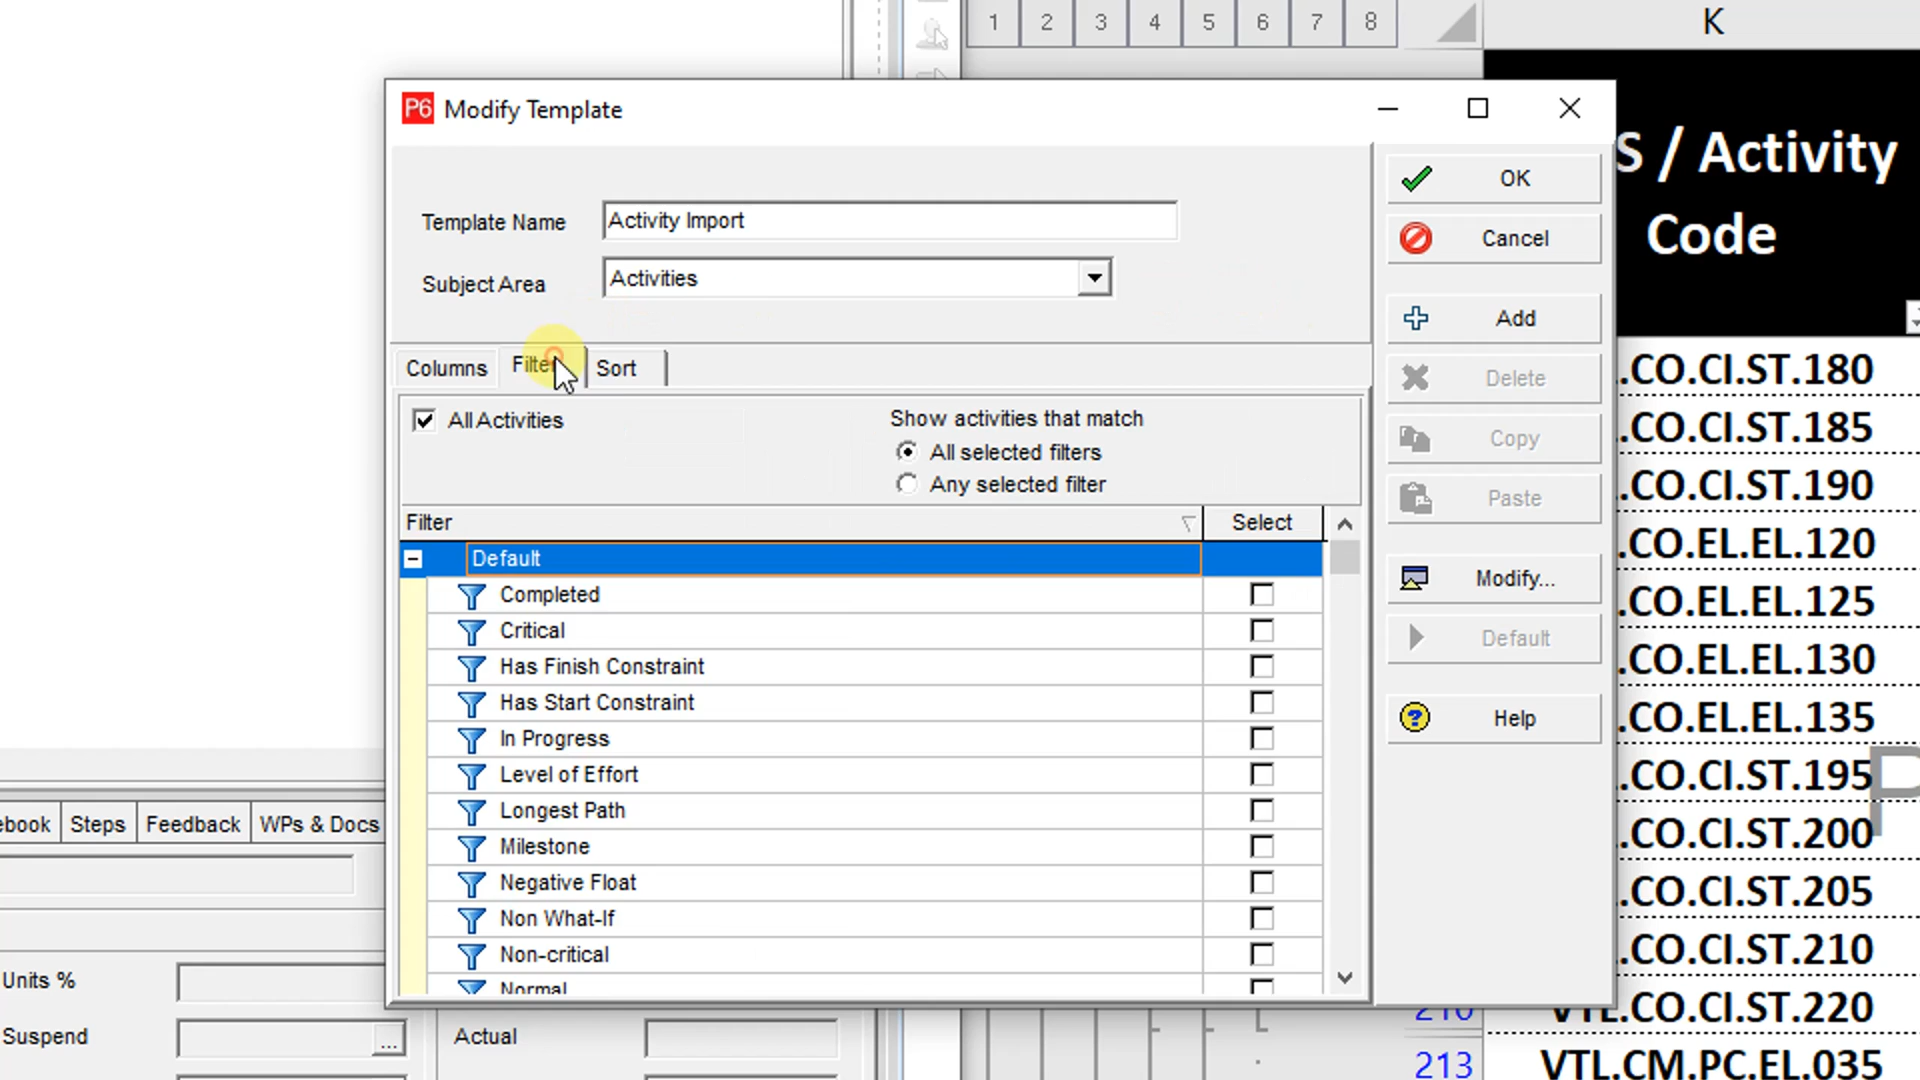 1 2 3 4 5 6 7 8 K
P6 Modify Template
S / Activity
Code
Template Name Activity Import
Subject Area Activities
OK
Cancel
Add
Delete
Copy
Paste
Modify...
Default
Help
Columns Filter Sort
All Activities
Show activities that match
All selected filters
Any selected filter
Filter Select
Default
Completed
Critical
Has Finish Constraint
Has Start Constraint
In Progress
Level of Effort
Longest Path
Milestone
Negative Float
Non What-If
Non-critical
Normal
.CO.CI.ST.180
.CO.CI.ST.185
.CO.CI.ST.190
.CO.EL.EL.120
.CO.EL.EL.125
.CO.EL.EL.130
.CO.EL.EL.135
.CO.CI.ST.195
.CO.CI.ST.200
.CO.CI.ST.205
.CO.CI.ST.210
210 VTL.CO.CI.ST.220
213 VTL.CM.PC.EL.035
ebook Steps Feedback WPs & Docs
Units %
Suspend ... Actual